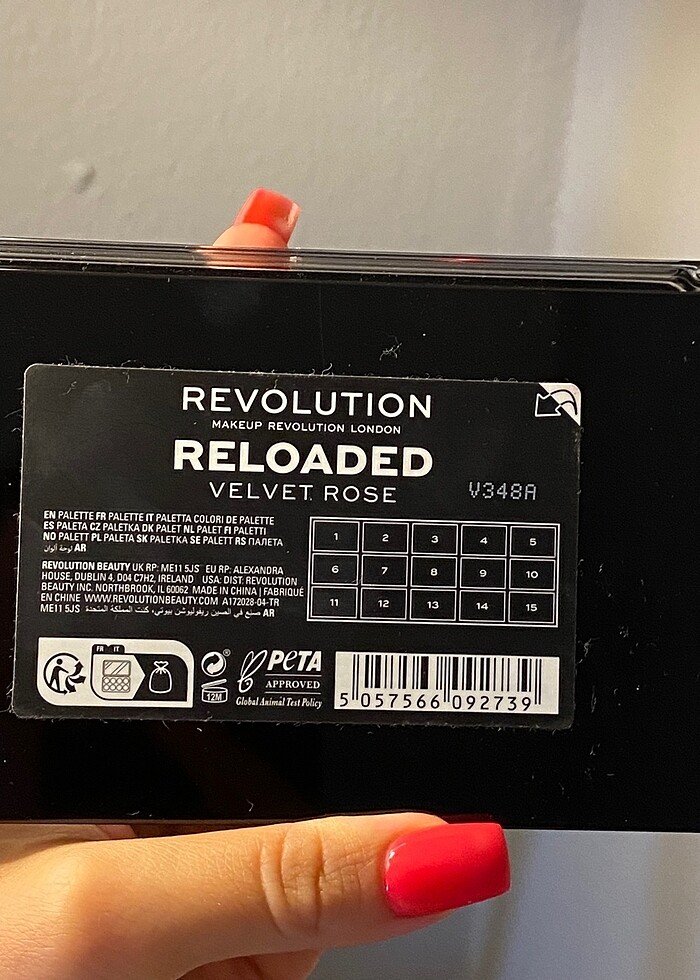 REVOLUTION
MAKEUP REVOLUTION LONDON
RELOADED
VELVET ROSE
V348A
EN PALETTE FR PALETTE IT PALETTA COLORI DE PALETTE
ES PALETA CZ PALETKA DK PALET NL PALET FI PALETTI
NO PALETT PL PALETA SK PALETKA SE PALETT RS ПАЛЕТА
AR لوحة ألوان
REVOLUTION BEAUTY UK RP: ME11 5JS EU RP: ALEXANDRA
HOUSE, DUBLIN 4, D04 C7H2, IRELAND USA: DIST: REVOLUTION
BEAUTY INC. NORTHBROOK, IL 60062 MADE IN CHINA | FABRIQUÉ
EN CHINE WWW.REVOLUTIONBEAUTY.COM A172028-04-TR
ME11 5JS صنع في الصين ريفوليوشن بيوتي، كنت المملكة المتحدة AR
1 2 3 4 5
6 7 8 9 10
11 12 13 14 15
FR IT
12M
PETA
APPROVED
Global Animal Test Policy
5 057566 092739